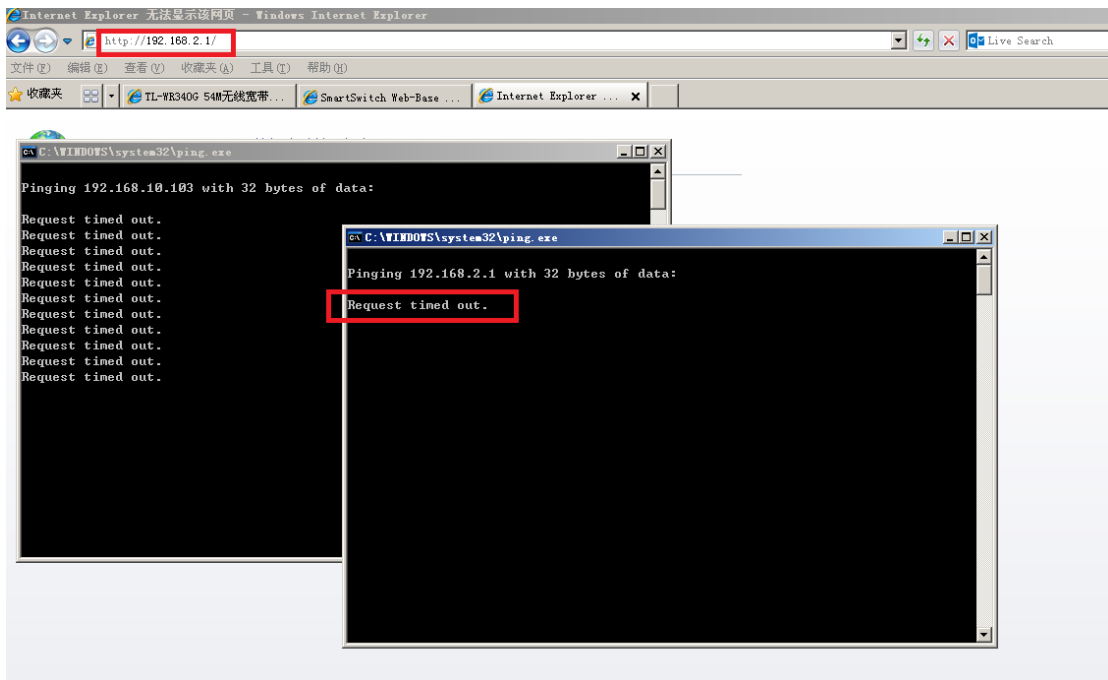 Internet Explorer 无法显示该网页 - Windows Internet Explorer
http://192.168.2.1/
Live Search
文件(F) 编辑(E) 查看(V) 收藏夹(A) 工具(T) 帮助(H)
收藏夹 TL-WR340G 54M无线宽带... SmartSwitch Web-Base ... Internet Explorer ...
C:\WINDOWS\system32\ping.exe
Pinging 192.168.10.103 with 32 bytes of data:
Request timed out.
Request timed out.
Request timed out.
Request timed out.
Request timed out.
Request timed out.
Request timed out.
Request timed out.
Request timed out.
Request timed out.
Request timed out.
C:\WINDOWS\system32\ping.exe
Pinging 192.168.2.1 with 32 bytes of data:
Request timed out.